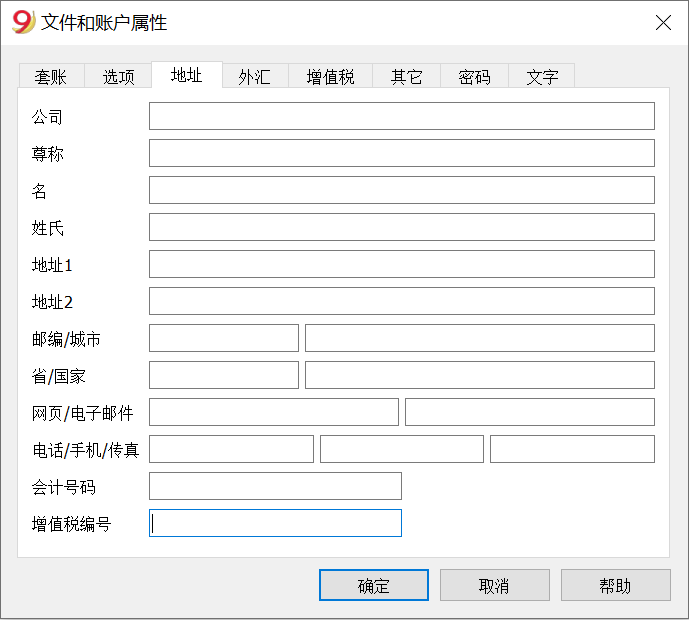 9 文件和账户属性
套账 选项 地址 外汇 增值税 其它 密码 文字
公司
尊称
名
姓氏
地址1
地址2
邮编/城市
省/国家
网页/电子邮件
电话/手机/传真
会计号码
增值税编号
确定 取消 帮助